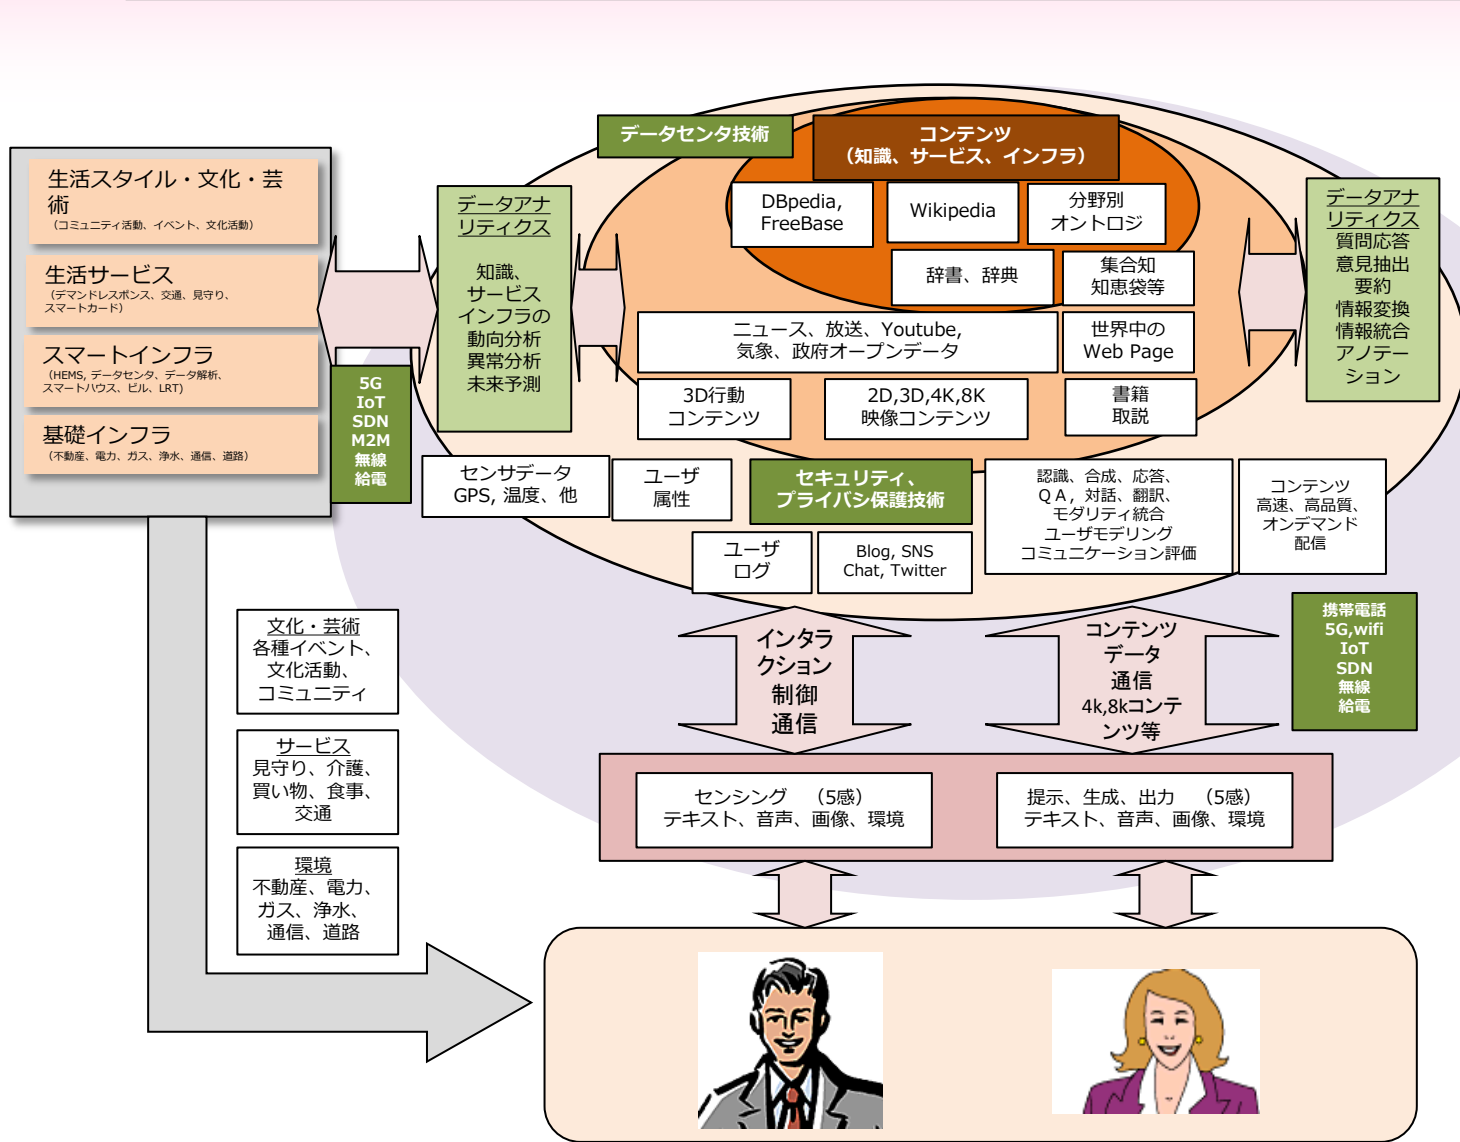 データセンタ技術
コンテンツ
（知識、サービス、インフラ）
生活スタイル・文化・芸
術
（コミュニティ活動、イベント、文化活動）
生活サービス
（デマンドレスポンス、交通、見守り、
スマートカード）
スマートインフラ
（HEMS, データセンタ、データ解析、
スマートハウス、ビル、LRT）
基礎インフラ
（不動産、電力、ガス、浄水、通信、道路）
5G
IoT
SDN
M2M
無線
給電
データアナ
リティクス
知識、
サービス
インフラの
動向分析
異常分析
未来予測
DBpedia,
FreeBase
Wikipedia
分野別
オントロジ
辞書、辞典
集合知
知恵袋等
ニュース、放送、Youtube,
気象、政府オープンデータ
世界中の
Web Page
3D行動
コンテンツ
2D,3D,4K,8K
映像コンテンツ
書籍
取説
データアナ
リティクス
質問応答
意見抽出
要約
情報変換
情報統合
アノテー
ション
センサデータ
GPS, 温度、他
ユーザ
属性
セキュリティ、
プライバシ保護技術
認識、合成、応答、
ＱＡ，対話、翻訳、
モダリティ統合
ユーザモデリング
コミュニケーション評価
コンテンツ
高速、高品質、
オンデマンド
配信
ユーザ
ログ
Blog, SNS
Chat, Twitter
インタラ
クション
制御
通信
コンテンツ
データ
通信
4k,8kコンテ
ンツ等
携帯電話
5G,wifi
IoT
SDN
無線
給電
文化・芸術
各種イベント、
文化活動、
コミュニティ
サービス
見守り、介護、
買い物、食事、
交通
環境
不動産、電力、
ガス、浄水、
通信、道路
センシング　（5感）
テキスト、音声、画像、環境
提示、生成、出力　（5感）
テキスト、音声、画像、環境